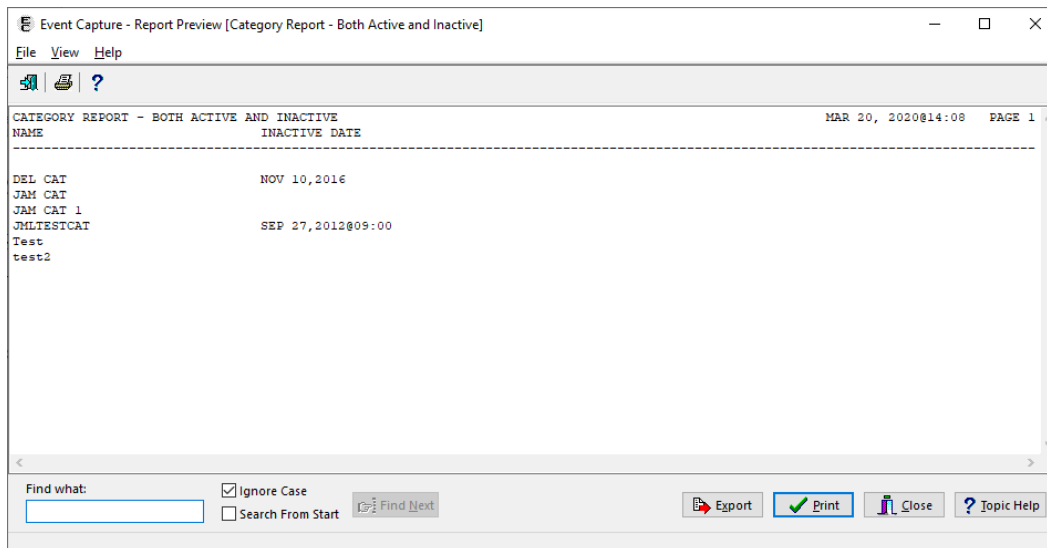 Event Capture - Report Preview [Category Report - Both Active and Inactive]
File View Help
CATEGORY REPORT - BOTH ACTIVE AND INACTIVE MAR 20, 2020@14:08 PAGE 1
NAME INACTIVE DATE
DEL CAT NOV 10,2016
JAM CAT
JAM CAT 1
JMLTESTCAT SEP 27,2012@09:00
Test
test2
Find what:
Ignore Case
Search From Start
Find Next
Export Print Close ? Topic Help